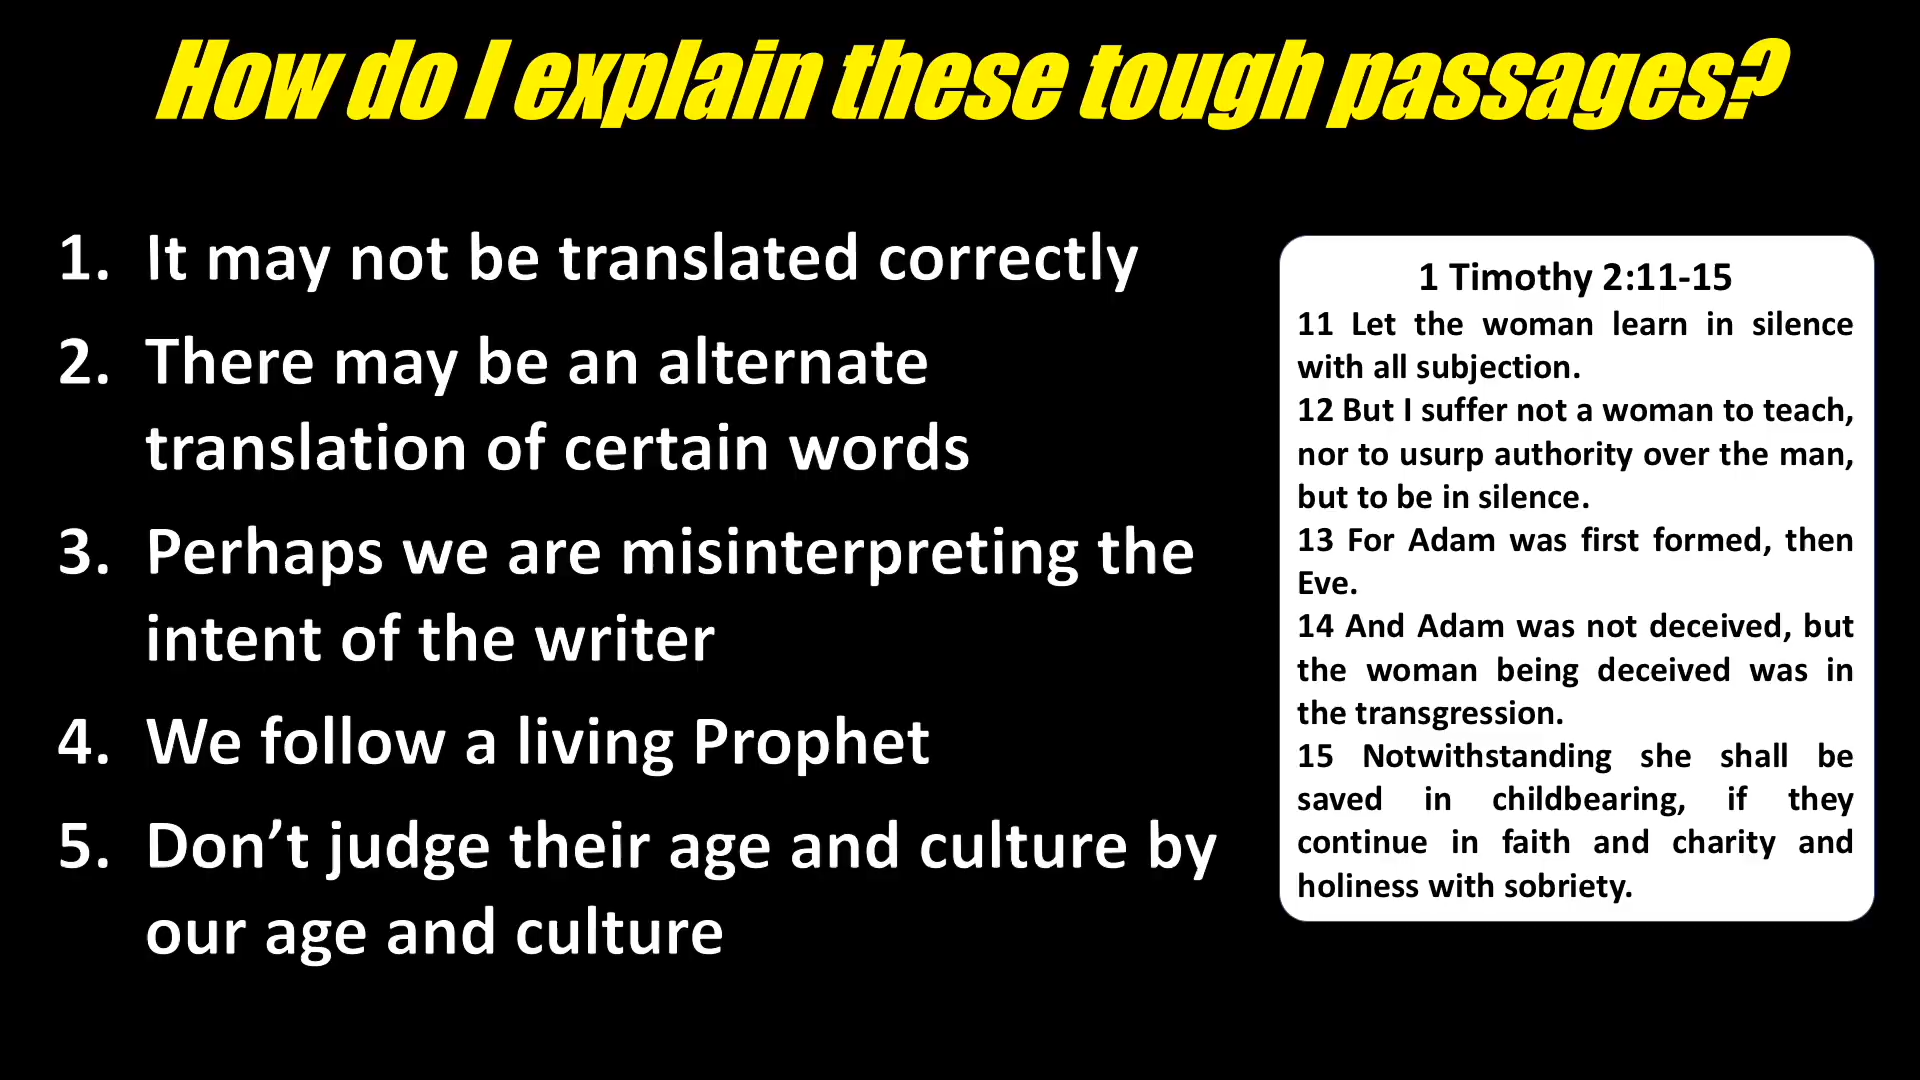 How do I explain these tough passages?
1. It may not be translated correctly
2. There may be an alternate
translation of certain words
3. Perhaps we are misinterpreting the
intent of the writer
4. We follow a living Prophet
5. Don’t judge their age and culture by
our age and culture
1 Timothy 2:11-15
11 Let the woman learn in silence
with all subjection.
12 But I suffer not a woman to teach,
nor to usurp authority over the man,
but to be in silence.
13 For Adam was first formed, then
Eve.
14 And Adam was not deceived, but
the woman being deceived was in
the transgression.
15 Notwithstanding she shall be
saved in childbearing, if they
continue in faith and charity and
holiness with sobriety.